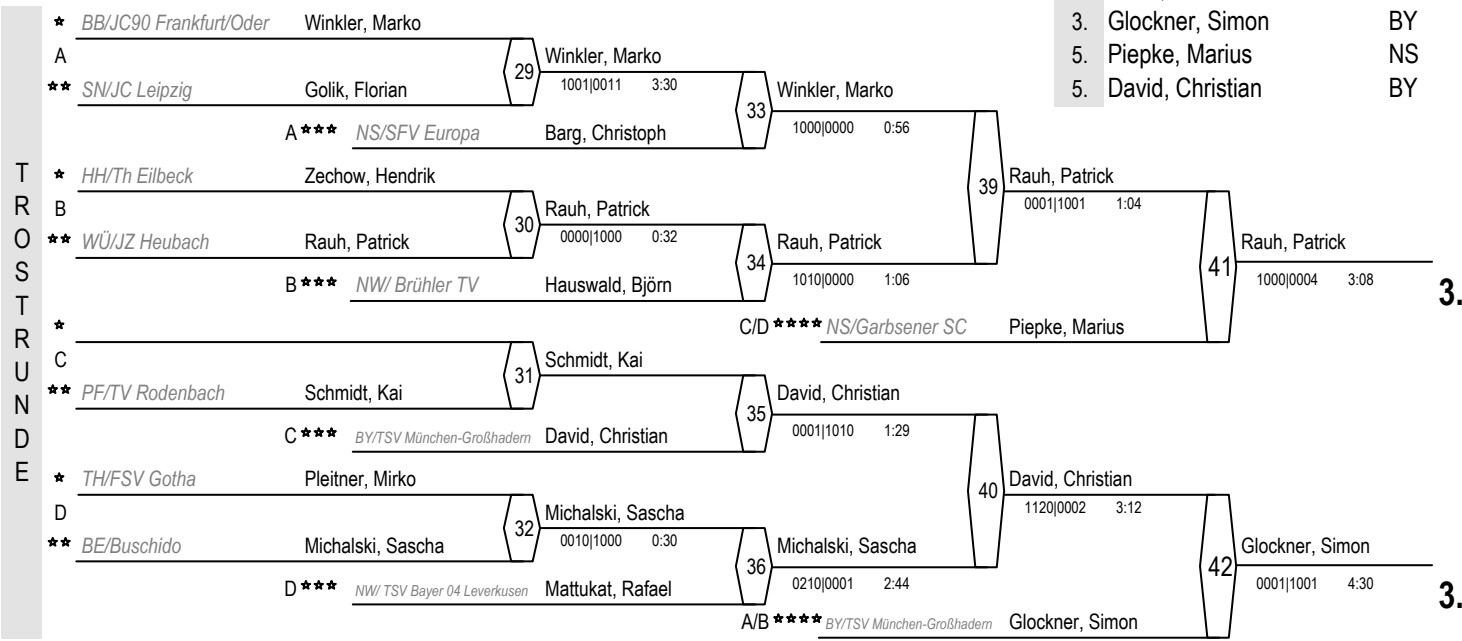 ★ BB/JC90 Frankfurt/Oder Winkler, Marko
A
★★ SN/JC Leipzig Golik, Florian
29 Winkler, Marko
1001|0011 3:30
A ★★★ NS/SFV Europa Barg, Christoph
33 Winkler, Marko
1000|0000 0:56
★ HH/Th Eilbeck Zechow, Hendrik
B
★★ WÜ/JZ Heubach Rauh, Patrick
30 Rauh, Patrick
0000|1000 0:32
B ★★★ NW/ Brühler TV Hauswald, Björn
34 Rauh, Patrick
1010|0000 1:06
39 Rauh, Patrick
0001|1001 1:04
C/D ★★★★ NS/Garbsener SC Piepke, Marius
41 Rauh, Patrick
1000|0004 3:08
3.
TROSTRUNDE
★
C
★★ PF/TV Rodenbach Schmidt, Kai
31 Schmidt, Kai
C ★★★ BY/TSV München-Großhadern David, Christian
35 David, Christian
0001|1010 1:29
★ TH/FSV Gotha Pleitner, Mirko
D
★★ BE/Buschido Michalski, Sascha
32 Michalski, Sascha
0010|1000 0:30
D ★★★ NW/ TSV Bayer 04 Leverkusen Mattukat, Rafael
36 Michalski, Sascha
0210|0001 2:44
40 David, Christian
1120|0002 3:12
A/B ★★★★ BY/TSV München-Großhadern Glockner, Simon
42 Glockner, Simon
0001|1001 4:30
3.
3. Glockner, Simon BY
5. Piepke, Marius NS
5. David, Christian BY